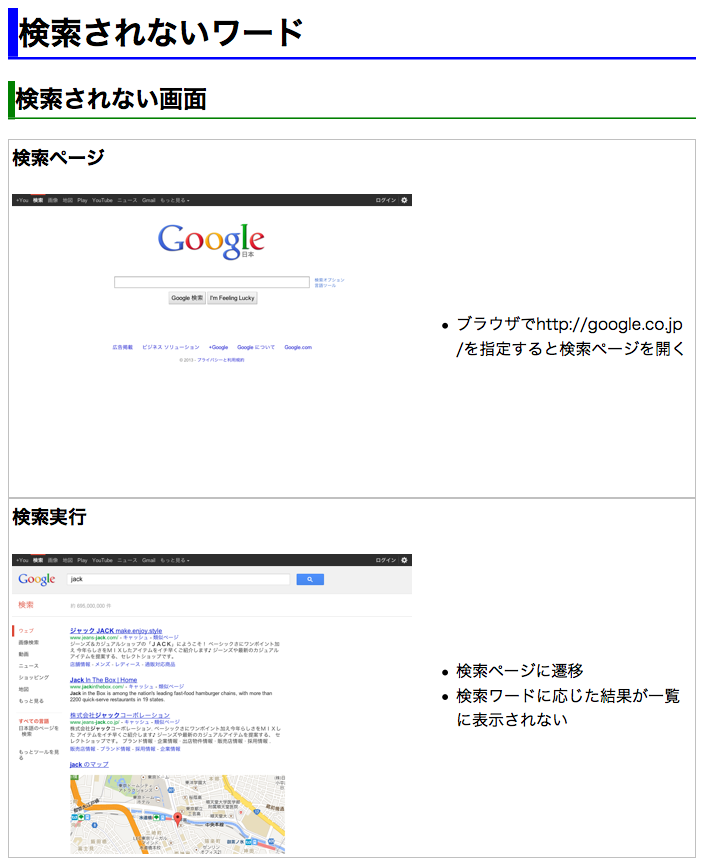 検索されないワード
検索されない画面
検索ページ
+You 検索 画像 地図 Play YouTube ニュース Gmail もっと見る ログイン
Google
日本
検索オプション
言語ツール
Google 検索 I'm Feeling Lucky
広告掲載 ビジネス ソリューション +Google Google について Google.com
© 2013 - プライバシーと利用規約
ブラウザでhttp://google.co.jp
/を指定すると検索ページを開く
検索実行
+You 検索 画像 地図 Play YouTube ニュース Gmail もっと見る ログイン
Google jack
検索 約 885,000,000 件
ウェブ
画像検索
動画
ニュース
ショッピング
地図
もっと見る
すべての言語
日本語のページを
検索
もっとツールを見
る
ジャック JACK make.enjoy.style
www.jeans-jack.com/ - キャッシュ - 類似ページ
ジーンズ&カジュアルショップの「JACK」にようこそ! ベーシックさにワンポイント加
え 今年らしさをMIXしたアイテムをイチ早くご紹介します♪ ジーンズや最新のカジュアル
アイテムを提案する、セレクトショップです。
店舗情報 - メンズ - レディース - 通販対応商品
Jack In The Box | Home
www.jackinthebox.com/ - キャッシュ - 類似ページ
Jack in the Box is among the nation's leading fast-food hamburger chains, with more than
2200 quick-serve restaurants in 19 states.
株式会社ジャックコーポレーション
www.jeans-jack.co.jp/ - キャッシュ - 類似ページ
株式会社ジャックコーポレーション. ベーシックさにワンポイント加え今年らしさをMIXし
た アイテムをイチ早くご紹介します♪ ジーンズや最新のカジュアルアイテムを提案する、セ
レクトショップです。 ブランド情報 · 企業情報 · 出店物件情報 · 販売店情報 · 採用情報 ·
販売店情報 - ブランド情報 - 採用情報 - 企業情報
jack のマップ
水道橋駅
三崎町
中央本線
検索ページに遷移
検索ワードに応じた結果が一覧
に表示されない